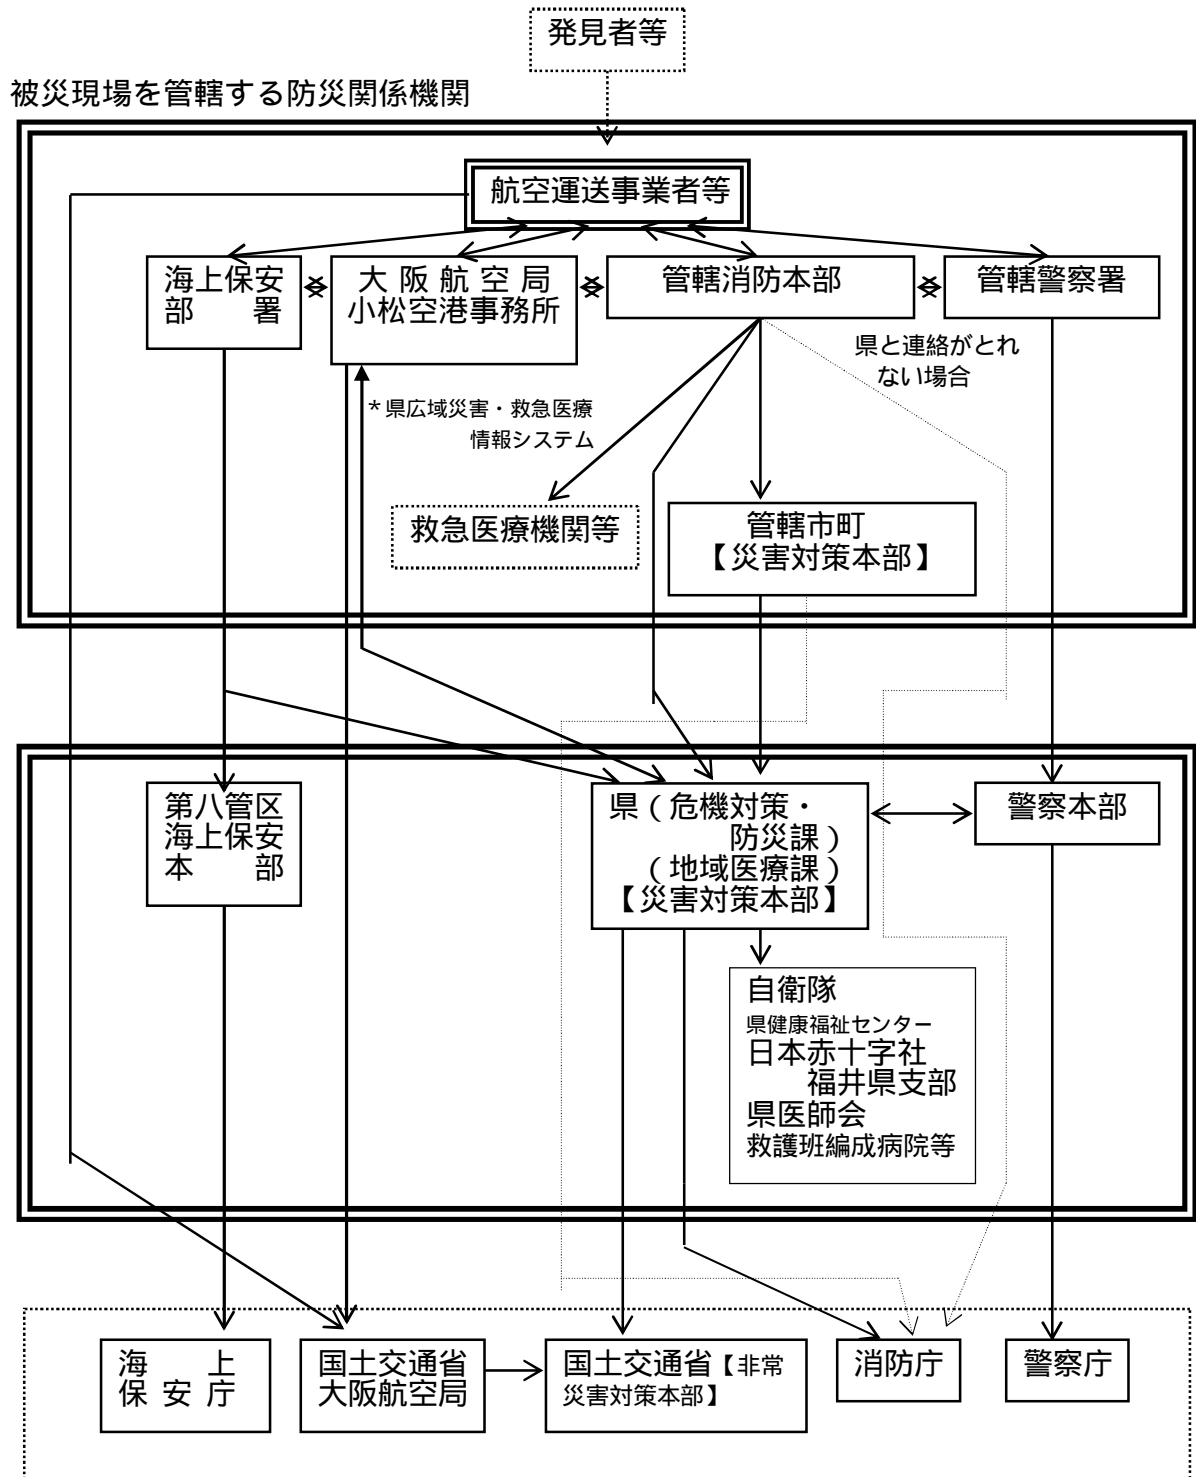 発見者等
被災現場を管轄する防災関係機関
航空運送事業者等
海上保安
部　　署
大 阪 航 空 局
小松空港事務所
管轄消防本部
管轄警察署
県と連絡がとれ
ない場合
＊県広域災害・救急医療
情報システム
救急医療機関等
管轄市町
【災害対策本部】
第八管区
海上保安
本　　部
県（危機対策・
防災課）
（地域医療課）
【災害対策本部】
警察本部
自衛隊
県健康福祉センター
日本赤十字社
福井県支部
県医師会
救護班編成病院等
海　　上
保 安 庁
国土交通省
大阪航空局
国土交通省【非常
災害対策本部】
消防庁
警察庁